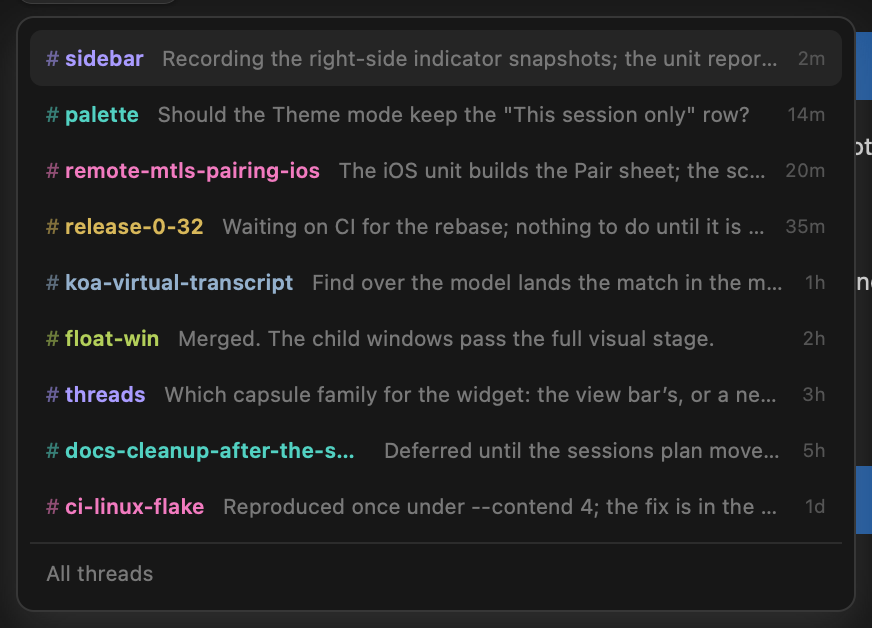 # sidebar Recording the right-side indicator snapshots; the unit repor... 2m
# palette Should the Theme mode keep the "This session only" row? 14m
# remote-mtls-pairing-ios The iOS unit builds the Pair sheet; the sc... 20m
# release-0-32 Waiting on CI for the rebase; nothing to do until it is ... 35m
# koa-virtual-transcript Find over the model lands the match in the m... 1h
# float-win Merged. The child windows pass the full visual stage. 2h
# threads Which capsule family for the widget: the view bar’s, or a ne... 3h
# docs-cleanup-after-the-s... Deferred until the sessions plan move... 5h
# ci-linux-flake Reproduced once under --contend 4; the fix is in the ... 1d
All threads